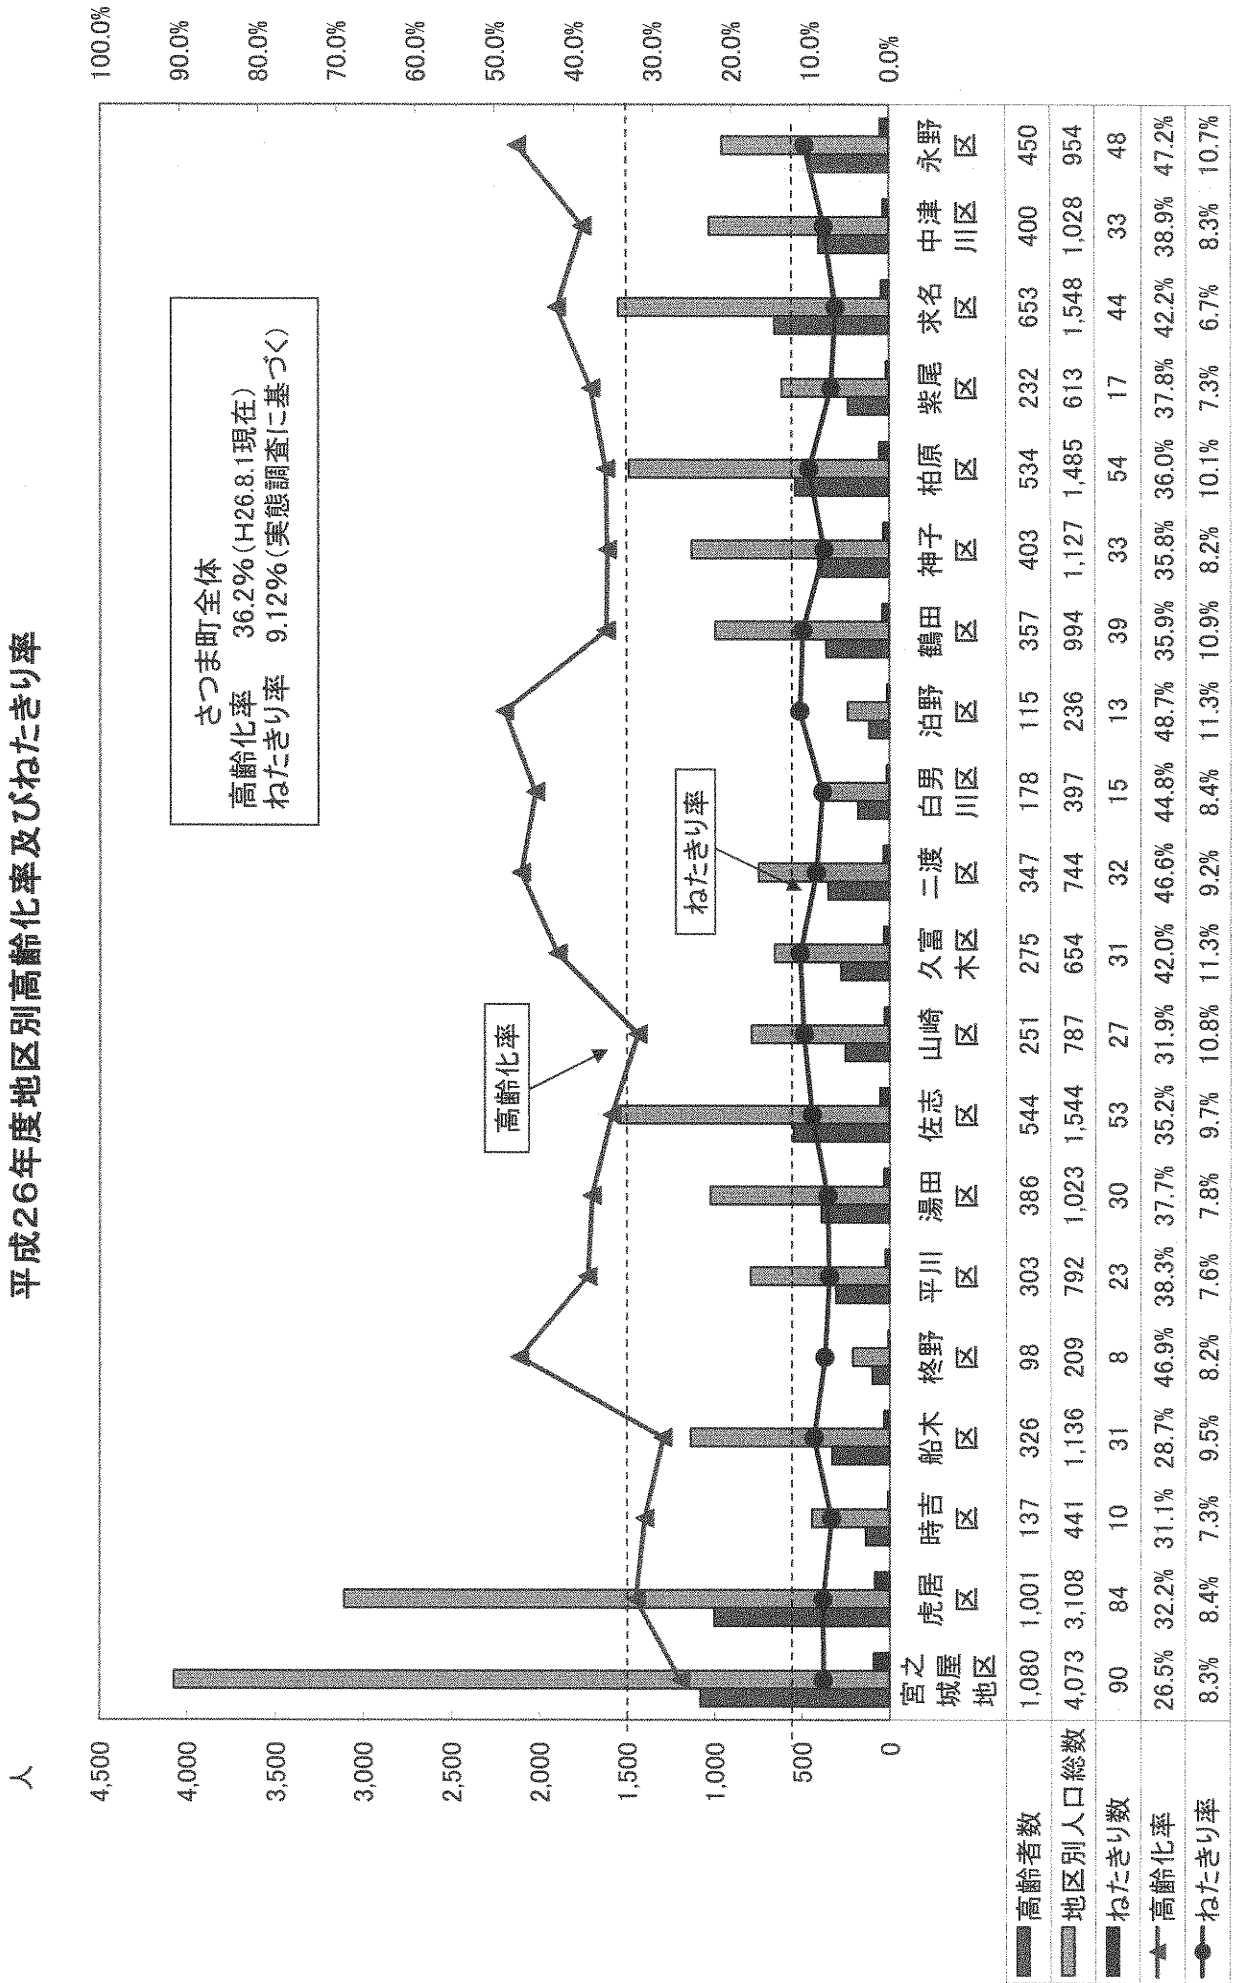 平成26年度地区別高齢化率及びねたきり率
人
4,500
4,000
3,500
3,000
2,500
2,000
1,500
1,000
500
0
100.0%
90.0%
80.0%
70.0%
60.0%
50.0%
40.0%
30.0%
20.0%
10.0%
0.0%
さつま町全体
高齢化率 36.2%(H26.8.1現在)
ねたきり率 9.12%(実態調査に基づく)
高齢化率
ねたきり率
宮之城屋地区 虎居区 時吉区 船木区 柊野区 平川区 湯田区 佐志区 山崎区 久富木区 二渡区 白男川区 泊野区 鶴田区 神子区 柏原区 紫尾区 求名区 中津川区 永野区
高齢者数 1,080 1,001 137 326 98 303 386 544 251 275 347 178 115 357 403 534 232 653 400 450
地区別人口総数 4,073 3,108 441 1,136 209 792 1,023 1,544 787 654 744 397 236 994 1,127 1,485 613 1,548 1,028 954
ねたきり数 90 84 10 31 8 23 30 53 27 31 32 15 13 39 33 54 17 44 33 48
高齢化率 26.5% 32.2% 31.1% 28.7% 46.9% 38.3% 37.7% 35.2% 31.9% 42.0% 46.6% 44.8% 48.7% 35.9% 35.8% 36.0% 37.8% 42.2% 38.9% 47.2%
ねたきり率 8.3% 8.4% 7.3% 9.5% 8.2% 7.6% 7.8% 9.7% 10.8% 11.3% 9.2% 8.4% 11.3% 10.9% 8.2% 10.1% 7.3% 6.7% 8.3% 10.7%